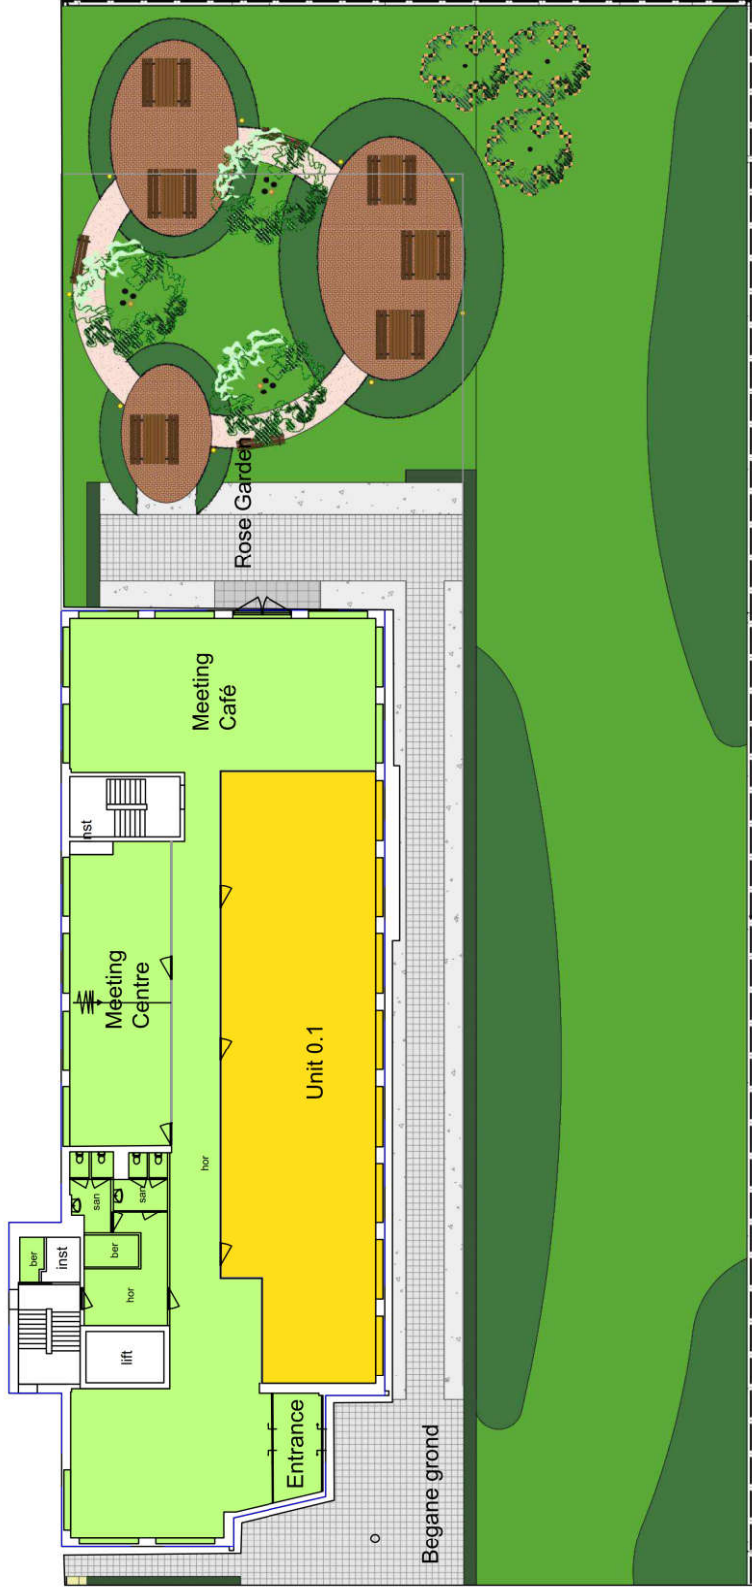 Rose Garden
Meeting
Café
nst
Meeting
Centre
Unit 0.1
hor
san
san
ber
inst
ber
hor
lift
Entrance
Begane grond